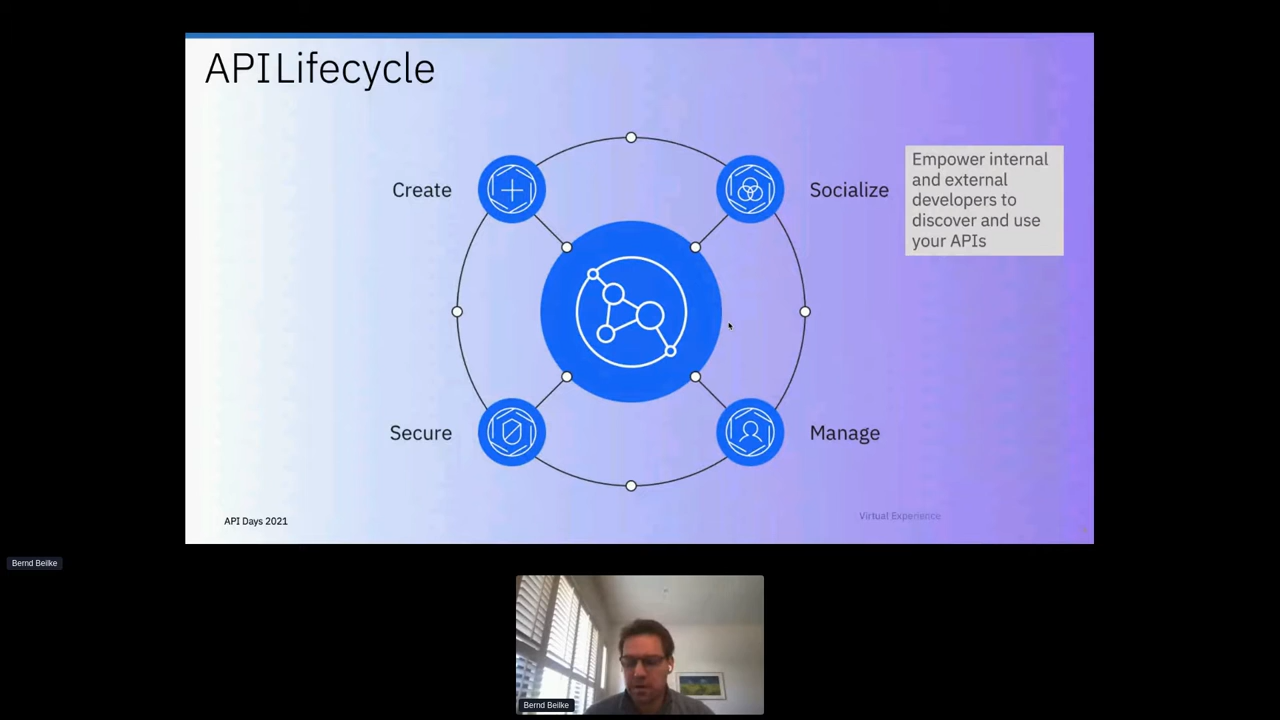 API Lifecycle
Create
Socialize
Empower internal
and external
developers to
discover and use
your APIs
Secure
Manage
API Days 2021
Virtual Experience
Bernd Beilke
Bernd Beilke